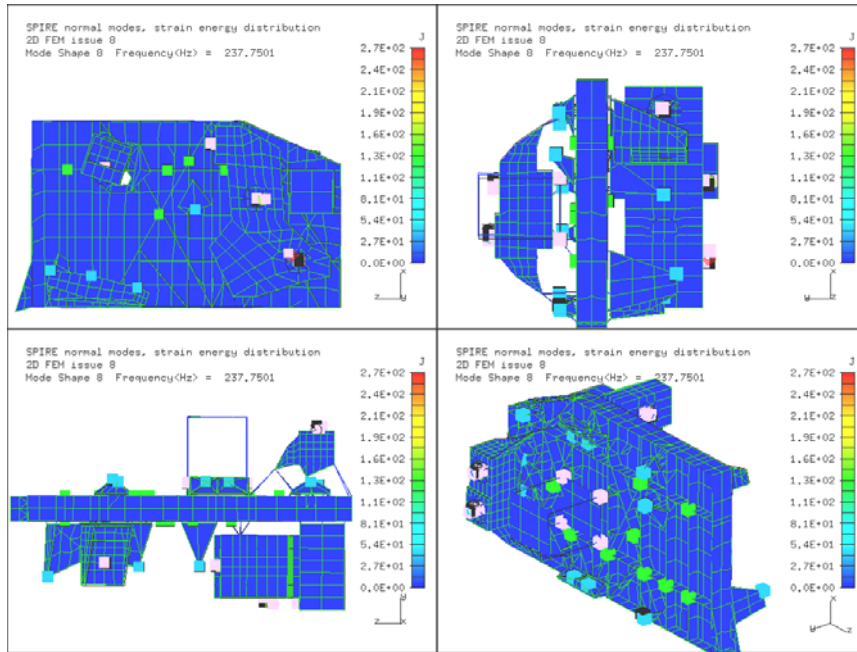 SPIRE normal modes, strain energy distribution
2D FEM issue 8
Mode Shape 8 Frequency(Hz) = 237.7501
J
2.7E+02
2.4E+02
2.1E+02
1.9E+02
1.6E+02
1.3E+02
1.1E+02
8.1E+01
5.4E+01
2.7E+01
0.0E+00
x
z y
SPIRE normal modes, strain energy distribution
2D FEM issue 8
Mode Shape 8 Frequency(Hz) = 237.7501
J
2.7E+02
2.4E+02
2.1E+02
1.9E+02
1.6E+02
1.3E+02
1.1E+02
8.1E+01
5.4E+01
2.7E+01
0.0E+00
x
y z
SPIRE normal modes, strain energy distribution
2D FEM issue 8
Mode Shape 8 Frequency(Hz) = 237.7501
J
2.7E+02
2.4E+02
2.1E+02
1.9E+02
1.6E+02
1.3E+02
1.1E+02
8.1E+01
5.4E+01
2.7E+01
0.0E+00
y
z x
SPIRE normal modes, strain energy distribution
2D FEM issue 8
Mode Shape 8 Frequency(Hz) = 237.7501
J
2.7E+02
2.4E+02
2.1E+02
1.9E+02
1.6E+02
1.3E+02
1.1E+02
8.1E+01
5.4E+01
2.7E+01
0.0E+00
x
y z